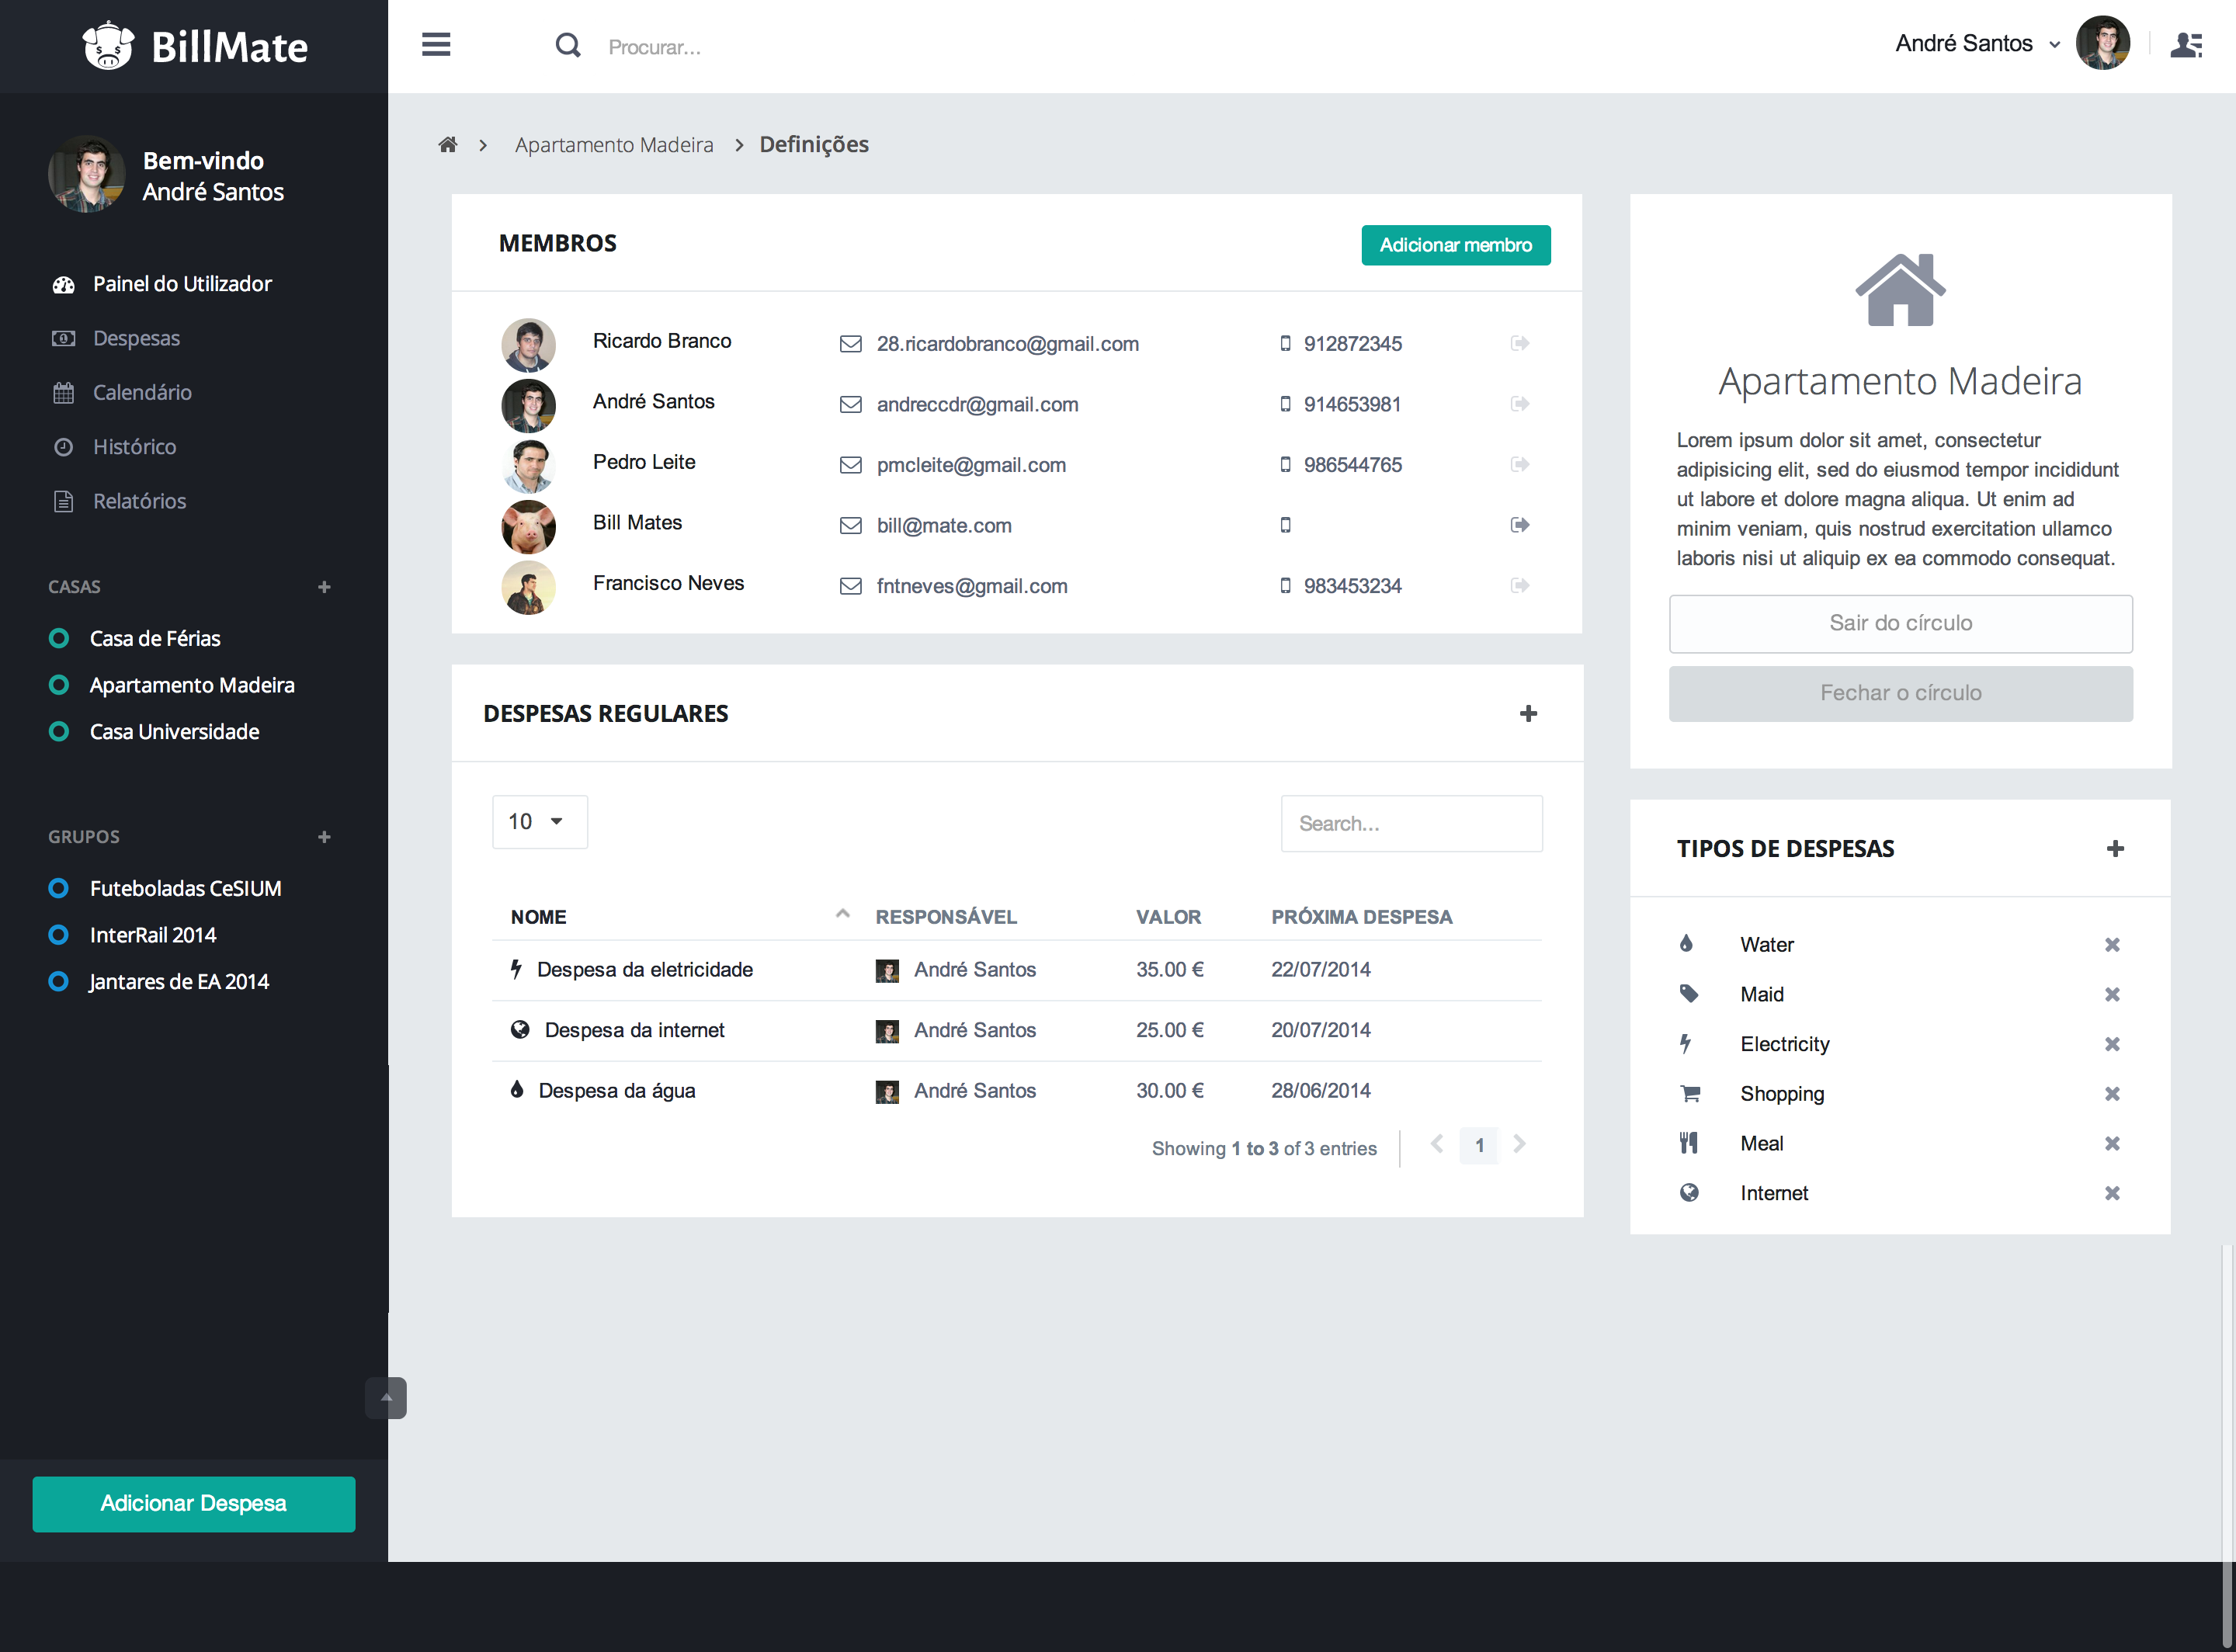 BillMate
Procurar...
André Santos
Bem-vindo
André Santos
Painel do Utilizador
Despesas
Calendário
Histórico
Relatórios
CASAS
Casa de Férias
Apartamento Madeira
Casa Universidade
GRUPOS
Futeboladas CeSIUM
InterRail 2014
Jantares de EA 2014
Adicionar Despesa
Apartamento Madeira
Definições
MEMBROS
Adicionar membro
Ricardo Branco 28.ricardobranco@gmail.com 912872345
André Santos andreccdr@gmail.com 914653981
Pedro Leite pmcleite@gmail.com 986544765
Bill Mates bill@mate.com
Francisco Neves fntneves@gmail.com 983453234
DESPESAS REGULARES
10
Search...
NOME RESPONSÁVEL VALOR PRÓXIMA DESPESA
Despesa da eletricidade André Santos 35.00 € 22/07/2014
Despesa da internet André Santos 25.00 € 20/07/2014
Despesa da água André Santos 30.00 € 28/06/2014
Showing 1 to 3 of 3 entries
1
Apartamento Madeira
Lorem ipsum dolor sit amet, consectetur
adipisicing elit, sed do eiusmod tempor incididunt
ut labore et dolore magna aliqua. Ut enim ad
minim veniam, quis nostrud exercitation ullamco
laboris nisi ut aliquip ex ea commodo consequat.
Sair do círculo
Fechar o círculo
TIPOS DE DESPESAS
Water
Maid
Electricity
Shopping
Meal
Internet